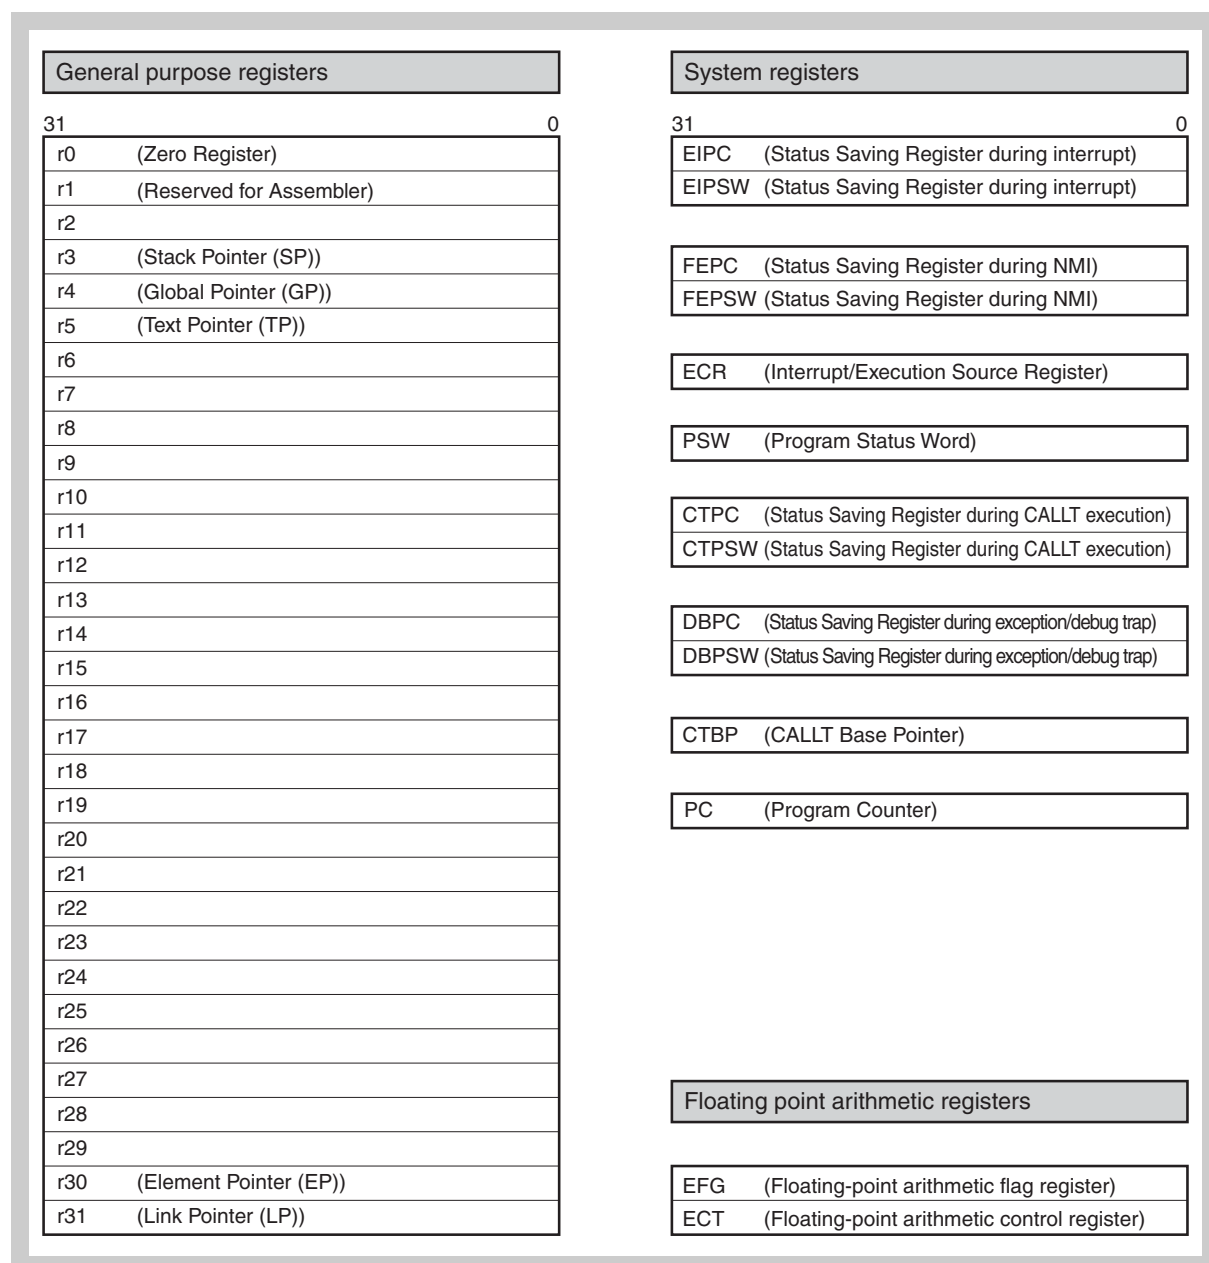 General purpose registers
31 0
r0 (Zero Register)
r1 (Reserved for Assembler)
r2
r3 (Stack Pointer (SP))
r4 (Global Pointer (GP))
r5 (Text Pointer (TP))
r6
r7
r8
r9
r10
r11
r12
r13
r14
r15
r16
r17
r18
r19
r20
r21
r22
r23
r24
r25
r26
r27
r28
r29
r30 (Element Pointer (EP))
r31 (Link Pointer (LP))
System registers
31 0
EIPC (Status Saving Register during interrupt)
EIPSW (Status Saving Register during interrupt)
FEPC (Status Saving Register during NMI)
FEPSW (Status Saving Register during NMI)
ECR (Interrupt/Execution Source Register)
PSW (Program Status Word)
CTPC (Status Saving Register during CALLT execution)
CTPSW (Status Saving Register during CALLT execution)
DBPC (Status Saving Register during exception/debug trap)
DBPSW (Status Saving Register during exception/debug trap)
CTBP (CALLT Base Pointer)
PC (Program Counter)
Floating point arithmetic registers
EFG (Floating-point arithmetic flag register)
ECT (Floating-point arithmetic control register)